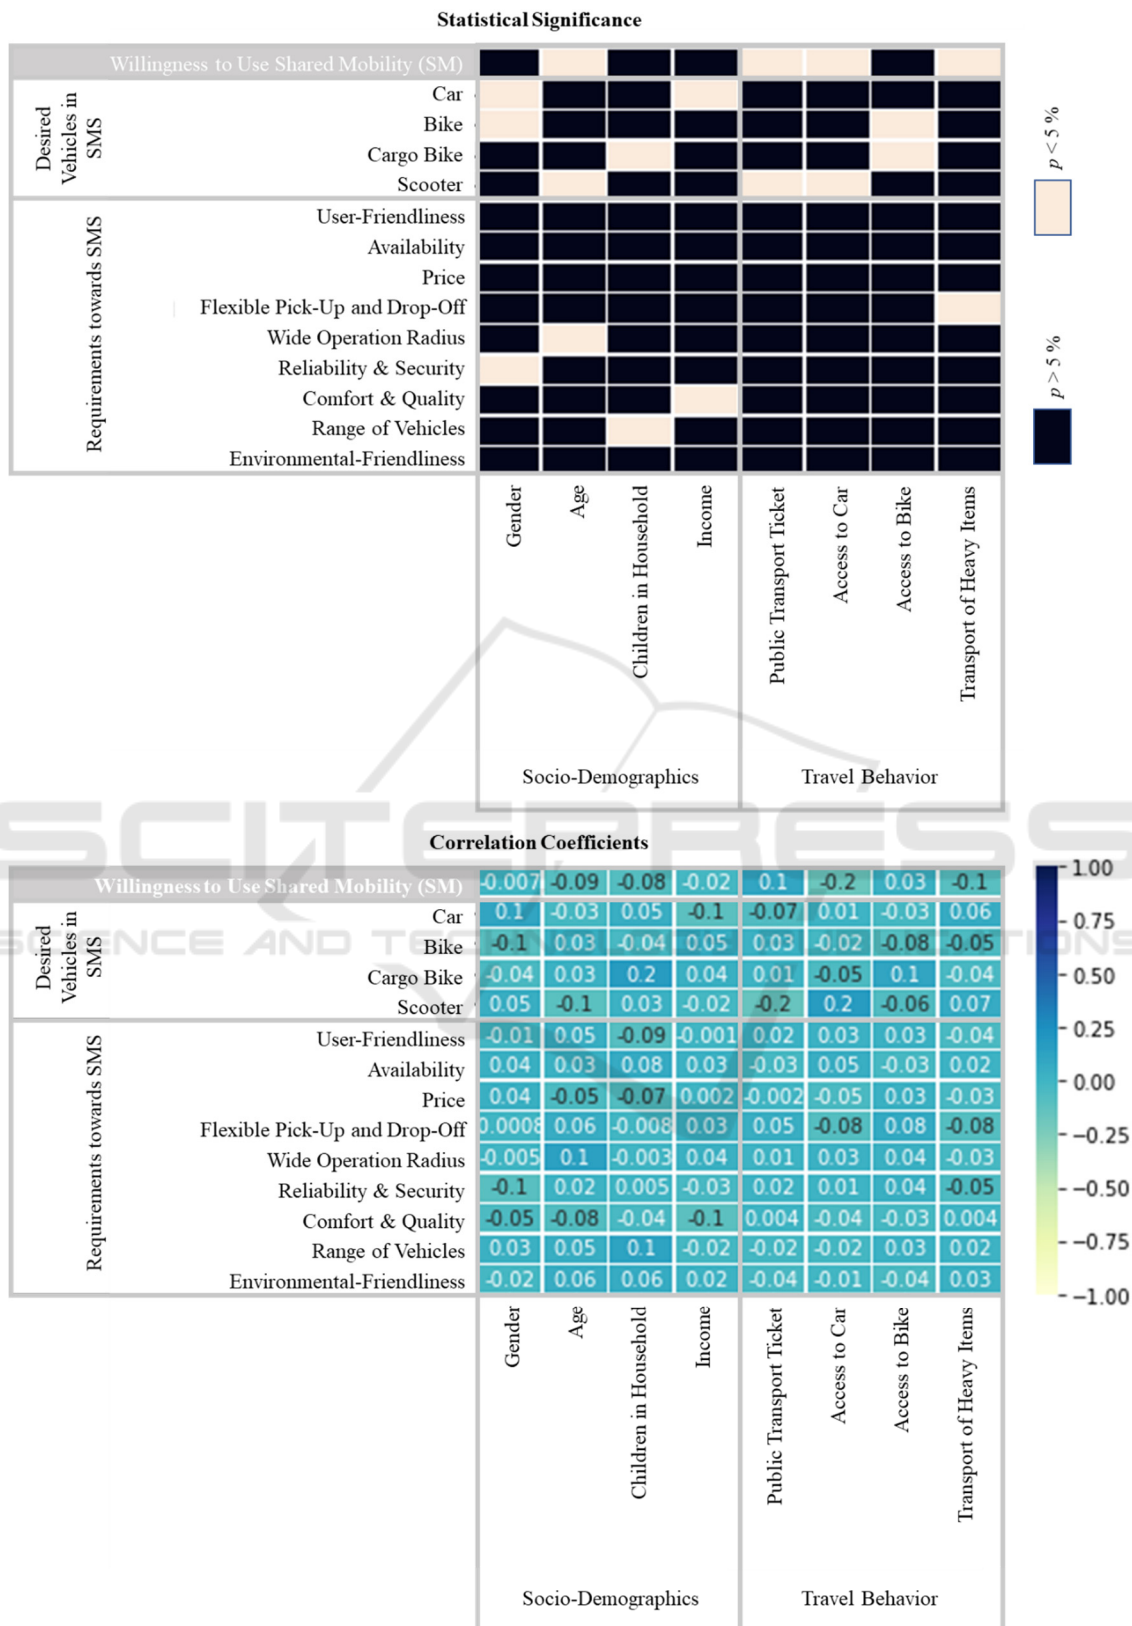 Statistical Significance
Willingness to Use Shared Mobility (SM)
Desired Vehicles in SMS
Car
Bike
Cargo Bike
Scooter
Requirements towards SMS
User-Friendliness
Availability
Price
Flexible Pick-Up and Drop-Off
Wide Operation Radius
Reliability & Security
Comfort & Quality
Range of Vehicles
Environmental-Friendliness
p < 5 %
p > 5 %
Gender
Age
Children in Household
Income
Public Transport Ticket
Access to Car
Access to Bike
Transport of Heavy Items
Socio-Demographics
Travel Behavior
SCITEPRESS
SCIENCE AND TECHNOLOGY PUBLICATIONS
Correlation Coefficients
Willingness to Use Shared Mobility (SM) -0.007 -0.09 -0.08 -0.02 0.1 -0.2 0.03 -0.1
Desired Vehicles in SMS
Car 0.1 -0.03 0.05 -0.1 -0.07 0.01 -0.03 0.06
Bike -0.1 0.03 -0.04 0.05 0.03 -0.02 -0.08 -0.05
Cargo Bike -0.04 0.03 0.2 0.04 0.01 -0.05 0.1 -0.04
Scooter 0.05 -0.1 0.03 -0.02 -0.2 0.2 -0.06 0.07
Requirements towards SMS
User-Friendliness -0.01 0.05 -0.09 -0.001 0.02 0.03 0.03 -0.04
Availability 0.04 0.03 0.08 0.03 -0.03 0.05 -0.03 0.02
Price 0.04 -0.05 -0.07 0.002 -0.002 -0.05 0.03 -0.03
Flexible Pick-Up and Drop-Off 0.0008 0.06 -0.008 0.03 0.05 -0.08 0.08 -0.08
Wide Operation Radius -0.005 0.1 -0.003 0.04 0.01 0.03 0.04 -0.03
Reliability & Security -0.1 0.02 0.005 -0.03 0.02 0.01 0.04 -0.05
Comfort & Quality -0.05 -0.08 -0.04 -0.1 0.004 -0.04 -0.03 0.004
Range of Vehicles 0.03 0.05 0.1 -0.02 -0.02 -0.02 0.03 0.02
Environmental-Friendliness -0.02 0.06 0.06 0.02 -0.04 -0.01 -0.04 0.03
1.00
0.75
0.50
0.25
0.00
−0.25
−0.50
−0.75
−1.00
Gender
Age
Children in Household
Income
Public Transport Ticket
Access to Car
Access to Bike
Transport of Heavy Items
Socio-Demographics
Travel Behavior